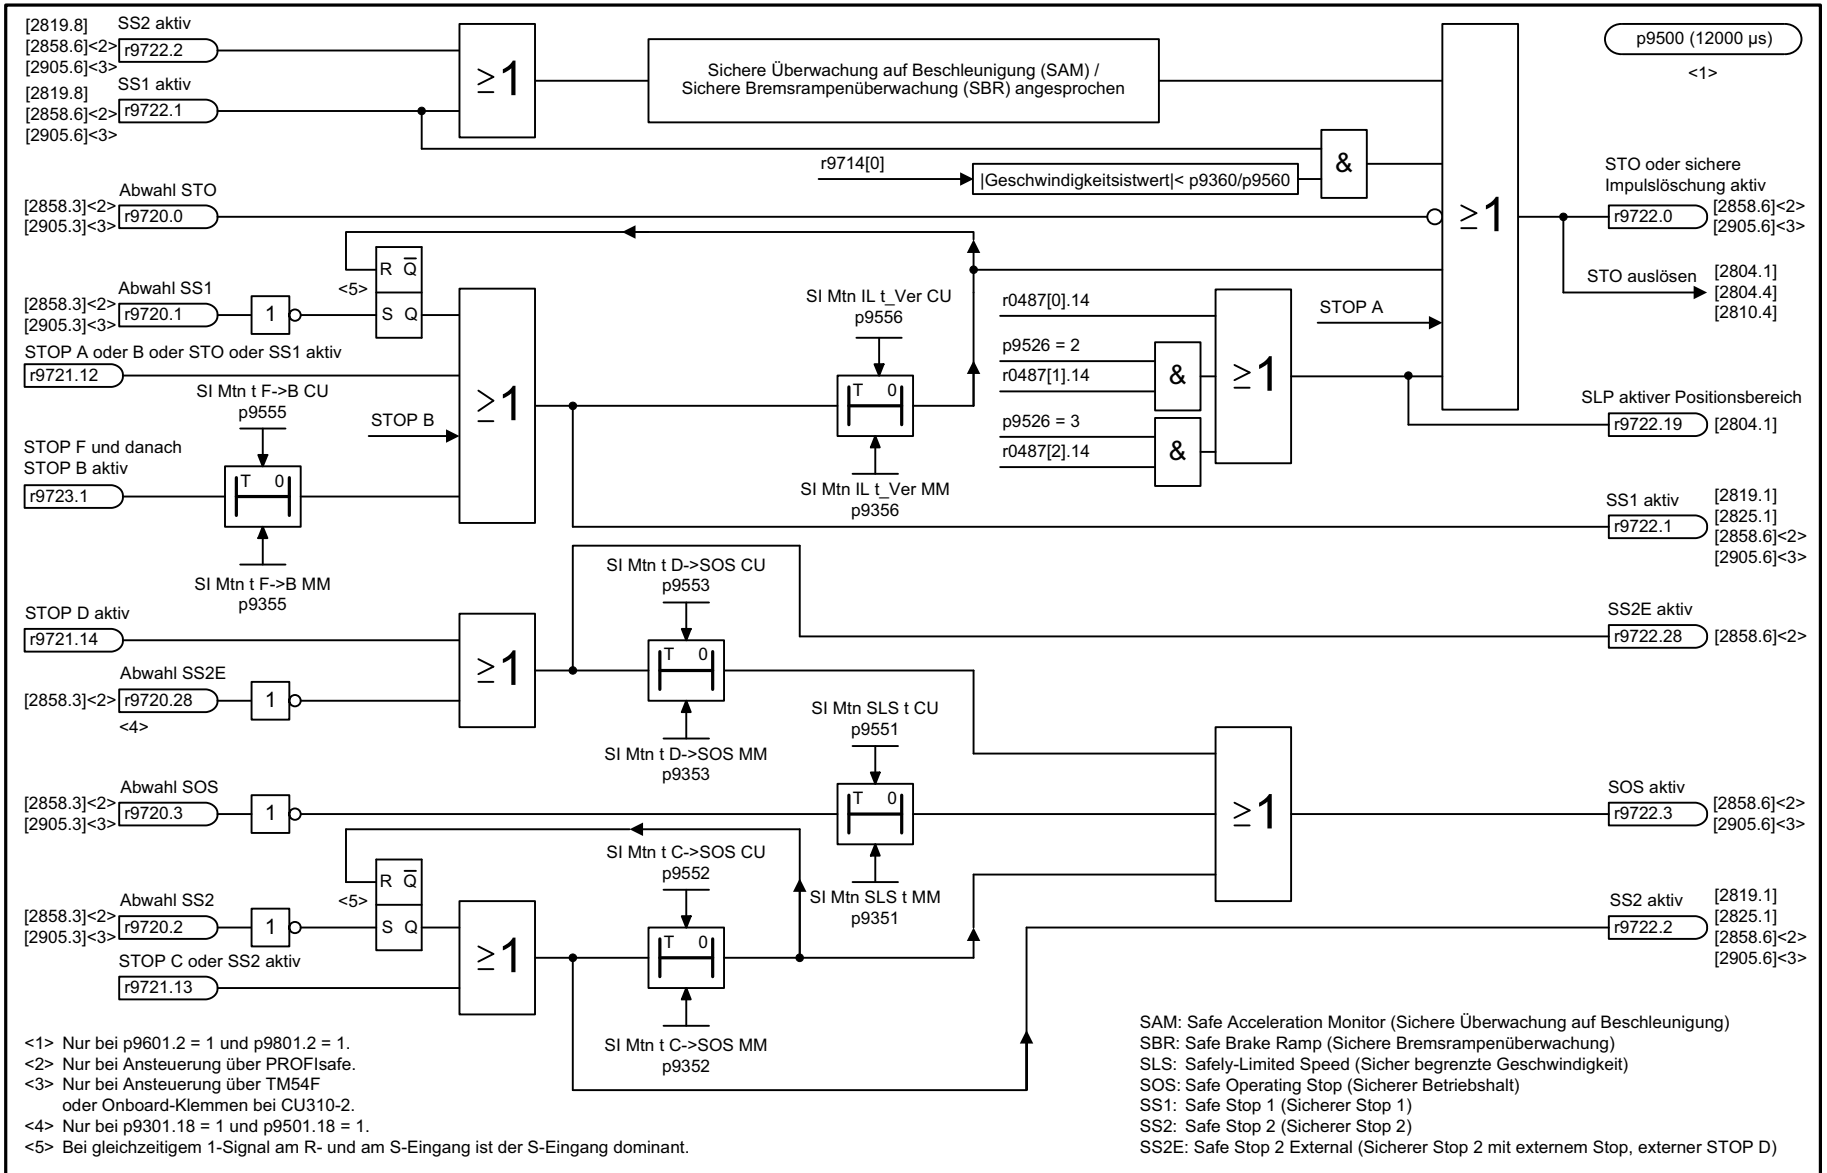 [2819.8]
[2858.6]<2>
[2905.6]<3>
SS2 aktiv
r9722.2
[2819.8]
[2858.6]<2>
[2905.6]<3>
SS1 aktiv
r9722.1
≥1
Sichere Überwachung auf Beschleunigung (SAM) /
Sichere Bremsrampenüberwachung (SBR) angesprochen
p9500 (12000 µs)
<1>
r9714[0]
|Geschwindigkeitsistwert|< p9360/p9560
&
≥1
STO oder sichere
Impulslöschung aktiv
r9722.0
[2858.6]<2>
[2905.6]<3>
STO auslösen
[2804.1]
[2804.4]
[2810.4]
Abwahl STO
[2858.3]<2>
[2905.3]<3>
r9720.0
R Q
<5>
S Q
Abwahl SS1
[2858.3]<2>
[2905.3]<3>
r9720.1
1
STOP A oder B oder STO oder SS1 aktiv
r9721.12
SI Mtn t F->B CU
p9555
STOP B
≥1
STOP F und danach
STOP B aktiv
r9723.1
T 0
SI Mtn t F->B MM
p9355
SI Mtn IL t_Ver CU
p9556
T 0
SI Mtn IL t_Ver MM
p9356
r0487[0].14
p9526 = 2
r0487[1].14
&
p9526 = 3
r0487[2].14
&
≥1
STOP A
SLP aktiver Positionsbereich
r9722.19
[2804.1]
SS1 aktiv
r9722.1
[2819.1]
[2825.1]
[2858.6]<2>
[2905.6]<3>
STOP D aktiv
r9721.14
Abwahl SS2E
[2858.3]<2>
r9720.28
<4>
1
≥1
SI Mtn t D->SOS CU
p9553
T 0
SI Mtn t D->SOS MM
p9353
SS2E aktiv
r9722.28
[2858.6]<2>
Abwahl SOS
[2858.3]<2>
[2905.3]<3>
r9720.3
1
SI Mtn SLS t CU
p9551
T 0
SI Mtn SLS t MM
p9351
≥1
SOS aktiv
r9722.3
[2858.6]<2>
[2905.6]<3>
R Q
<5>
S Q
Abwahl SS2
[2858.3]<2>
[2905.3]<3>
r9720.2
1
STOP C oder SS2 aktiv
r9721.13
≥1
SI Mtn t C->SOS CU
p9552
T 0
SI Mtn t C->SOS MM
p9352
SS2 aktiv
r9722.2
[2819.1]
[2825.1]
[2858.6]<2>
[2905.6]<3>
<1> Nur bei p9601.2 = 1 und p9801.2 = 1.
<2> Nur bei Ansteuerung über PROFIsafe.
<3> Nur bei Ansteuerung über TM54F
oder Onboard-Klemmen bei CU310-2.
<4> Nur bei p9301.18 = 1 und p9501.18 = 1.
<5> Bei gleichzeitigem 1-Signal am R- und am S-Eingang ist der S-Eingang dominant.
SAM: Safe Acceleration Monitor (Sichere Überwachung auf Beschleunigung)
SBR: Safe Brake Ramp (Sichere Bremsrampenüberwachung)
SLS: Safely-Limited Speed (Sicher begrenzte Geschwindigkeit)
SOS: Safe Operating Stop (Sicherer Betriebshalt)
SS1: Safe Stop 1 (Sicherer Stop 1)
SS2: Safe Stop 2 (Sicherer Stop 2)
SS2E: Safe Stop 2 External (Sicherer Stop 2 mit externem Stop, externer STOP D)